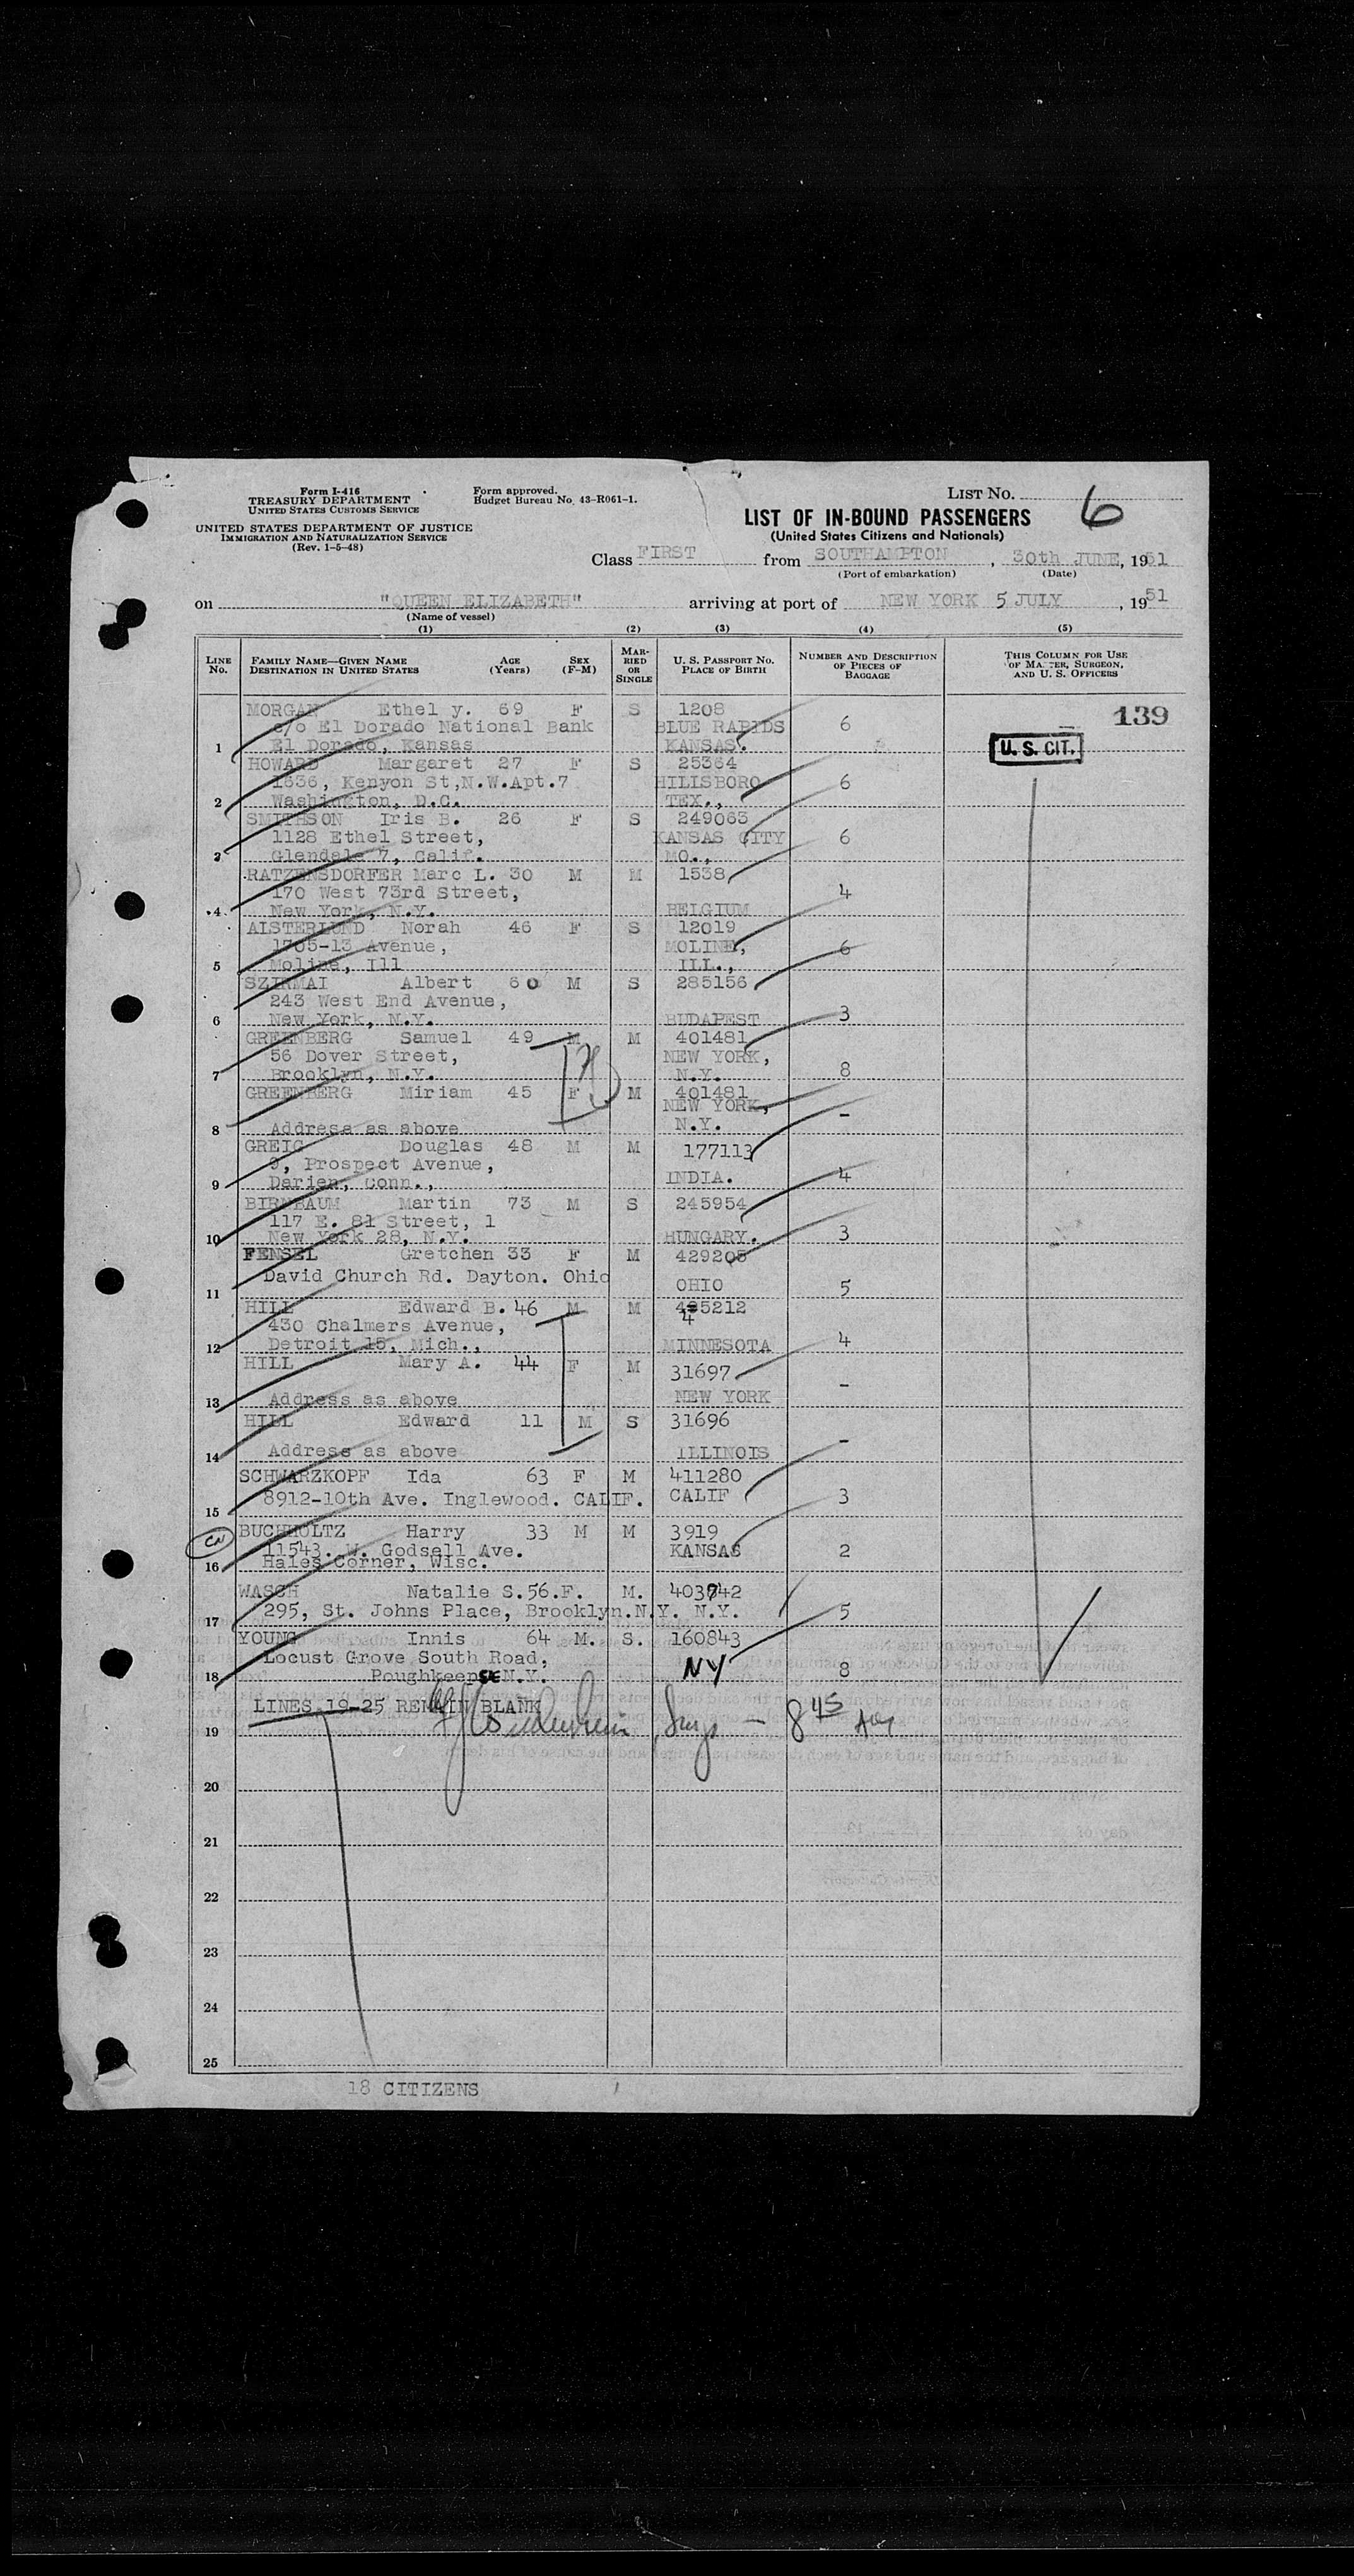 Form I-416
TREASURY DEPARTMENT
UNITED STATES CUSTOMS SERVICE
Form approved.
Budget Bureau No. 43-R061-1.
LIST NO. 6
UNITED STATES DEPARTMENT OF JUSTICE
IMMIGRATION AND NATURALIZATION SERVICE
(Rev. 1-5-48)
LIST OF IN-BOUND PASSENGERS
(United States Citizens and Nationals)
Class FIRST from SOUTHAMPTON, 30th JUNE, 1951
(Port of embarkation) (Date)
on "QUEEN ELIZABETH" arriving at port of NEW YORK 5 JULY, 1951
(Name of vessel)
(1) (2) (3) (4) (5)
LINE NO. FAMILY NAME—GIVEN NAME DESTINATION IN UNITED STATES AGE (Years) SEX (F-M) MARRIED OR SINGLE U. S. PASSPORT NO. PLACE OF BIRTH NUMBER AND DESCRIPTION OF PIECES OF BAGGAGE THIS COLUMN FOR USE OF MASTER, SURGEON, AND U. S. OFFICERS
139
U. S. CIT.
MORGAN Ethel y. 69 F S 1208
c/o El Dorado National Bank BLUE RAPIDS 6
1 El Dorado, Kansas KANSAS.
HOWARD Margaret 27 F S 25364
1636, Kenyon St,N.W.Apt.7 HILLSBORO 6
2 Washington, D.C. TEX.,
SMITHSON Iris B. 26 F S 249063
1128 Ethel Street, KANSAS CITY 6
3 Glendale 7, Calif. MO.,
RATZENSDORFER Marc L. 30 M M 1538
170 West 73rd Street, 4
4 New York, N.Y. BELGIUM
AISTERLUND Norah 46 F S 12019
1705-13 Avenue, MOLINE, 6
5 Moline, Ill ILL.,
SZIRMAI Albert 60 M S 285156
243 West End Avenue,
6 New York, N.Y. BUDAPEST 3
GREENBERG Samuel 49 M M 401481
56 Dover Street, NEW YORK,
7 Brooklyn, N.Y. N.Y. 8
GREENBERG Miriam 45 F M 401481
NEW YORK, -
8 Address as above N.Y.
GREIG Douglas 48 M M 177113
9, Prospect Avenue,
9 Darien, conn., INDIA. 4
BIRNBAUM Martin 73 M S 245954
117 E. 81 Street, 1
10 New York 28, N.Y. HUNGARY. 3
FENSEL Gretchen 33 F M 429205
David Church Rd. Dayton. Ohio OHIO 5
11
HILL Edward B. 46 M M 445212
430 Chalmers Avenue,
12 Detroit 15, Mich., MINNESOTA 4
HILL Mary A. 44 F M 31697
-
13 Address as above NEW YORK
HILL Edward 11 M S 31696
14 Address as above ILLINOIS -
SCHWARZKOPF Ida 63 F M 411280
15 8912-10th Ave. Inglewood. CALIF. CALIF 3
BUCHHOLTZ Harry 33 M M 3919
11543. W. Godsell Ave. KANSAS 2
16 Hales Corner, Wisc.
WASCH Natalie S. 56.F. M. 403742
17 295, St. Johns Place, Brooklyn.N.Y. N.Y. 5
YOUNG Innis 64 M. S. 160843
Locust Grove South Road,
18 Poughkeepsie N.Y. NY 8
LINES 19-25 REMAIN BLANK
Surg — 8 45
19
20
21
22
23
24
25
18 CITIZENS